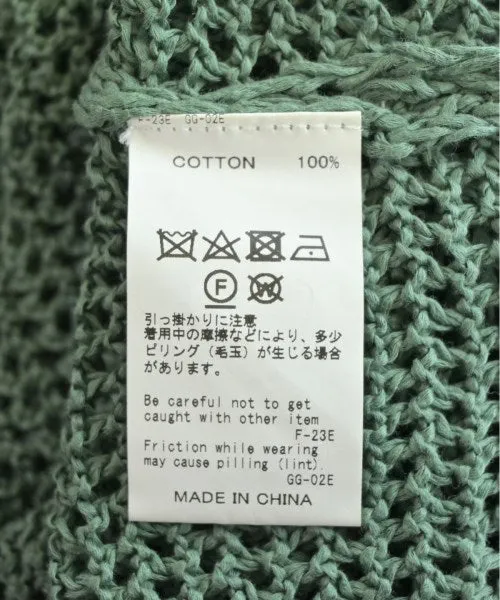 F-23E GG-02E
COTTON 100%
F W
引っ掛かりに注意
着用中の摩擦などにより、多少
ピリング（毛玉）が生じる場合
があります。
Be careful not to get
caught with other item
F-23E
Friction while wearing
may cause pilling (lint).
GG-02E
MADE IN CHINA